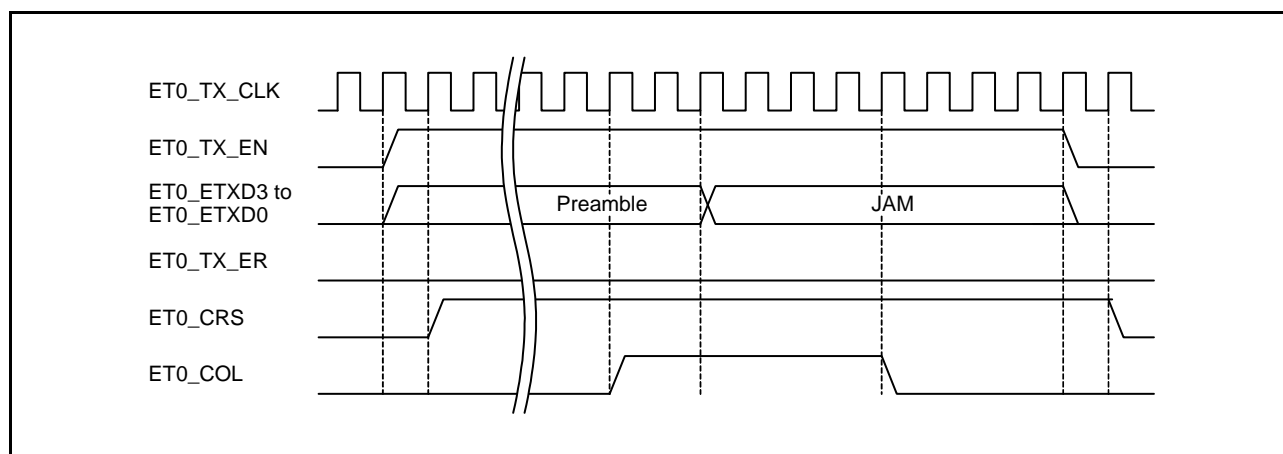 ET0_TX_CLK
ET0_TX_EN
ET0_ETXD3 to
ET0_ETXD0
Preamble
JAM
ET0_TX_ER
ET0_CRS
ET0_COL